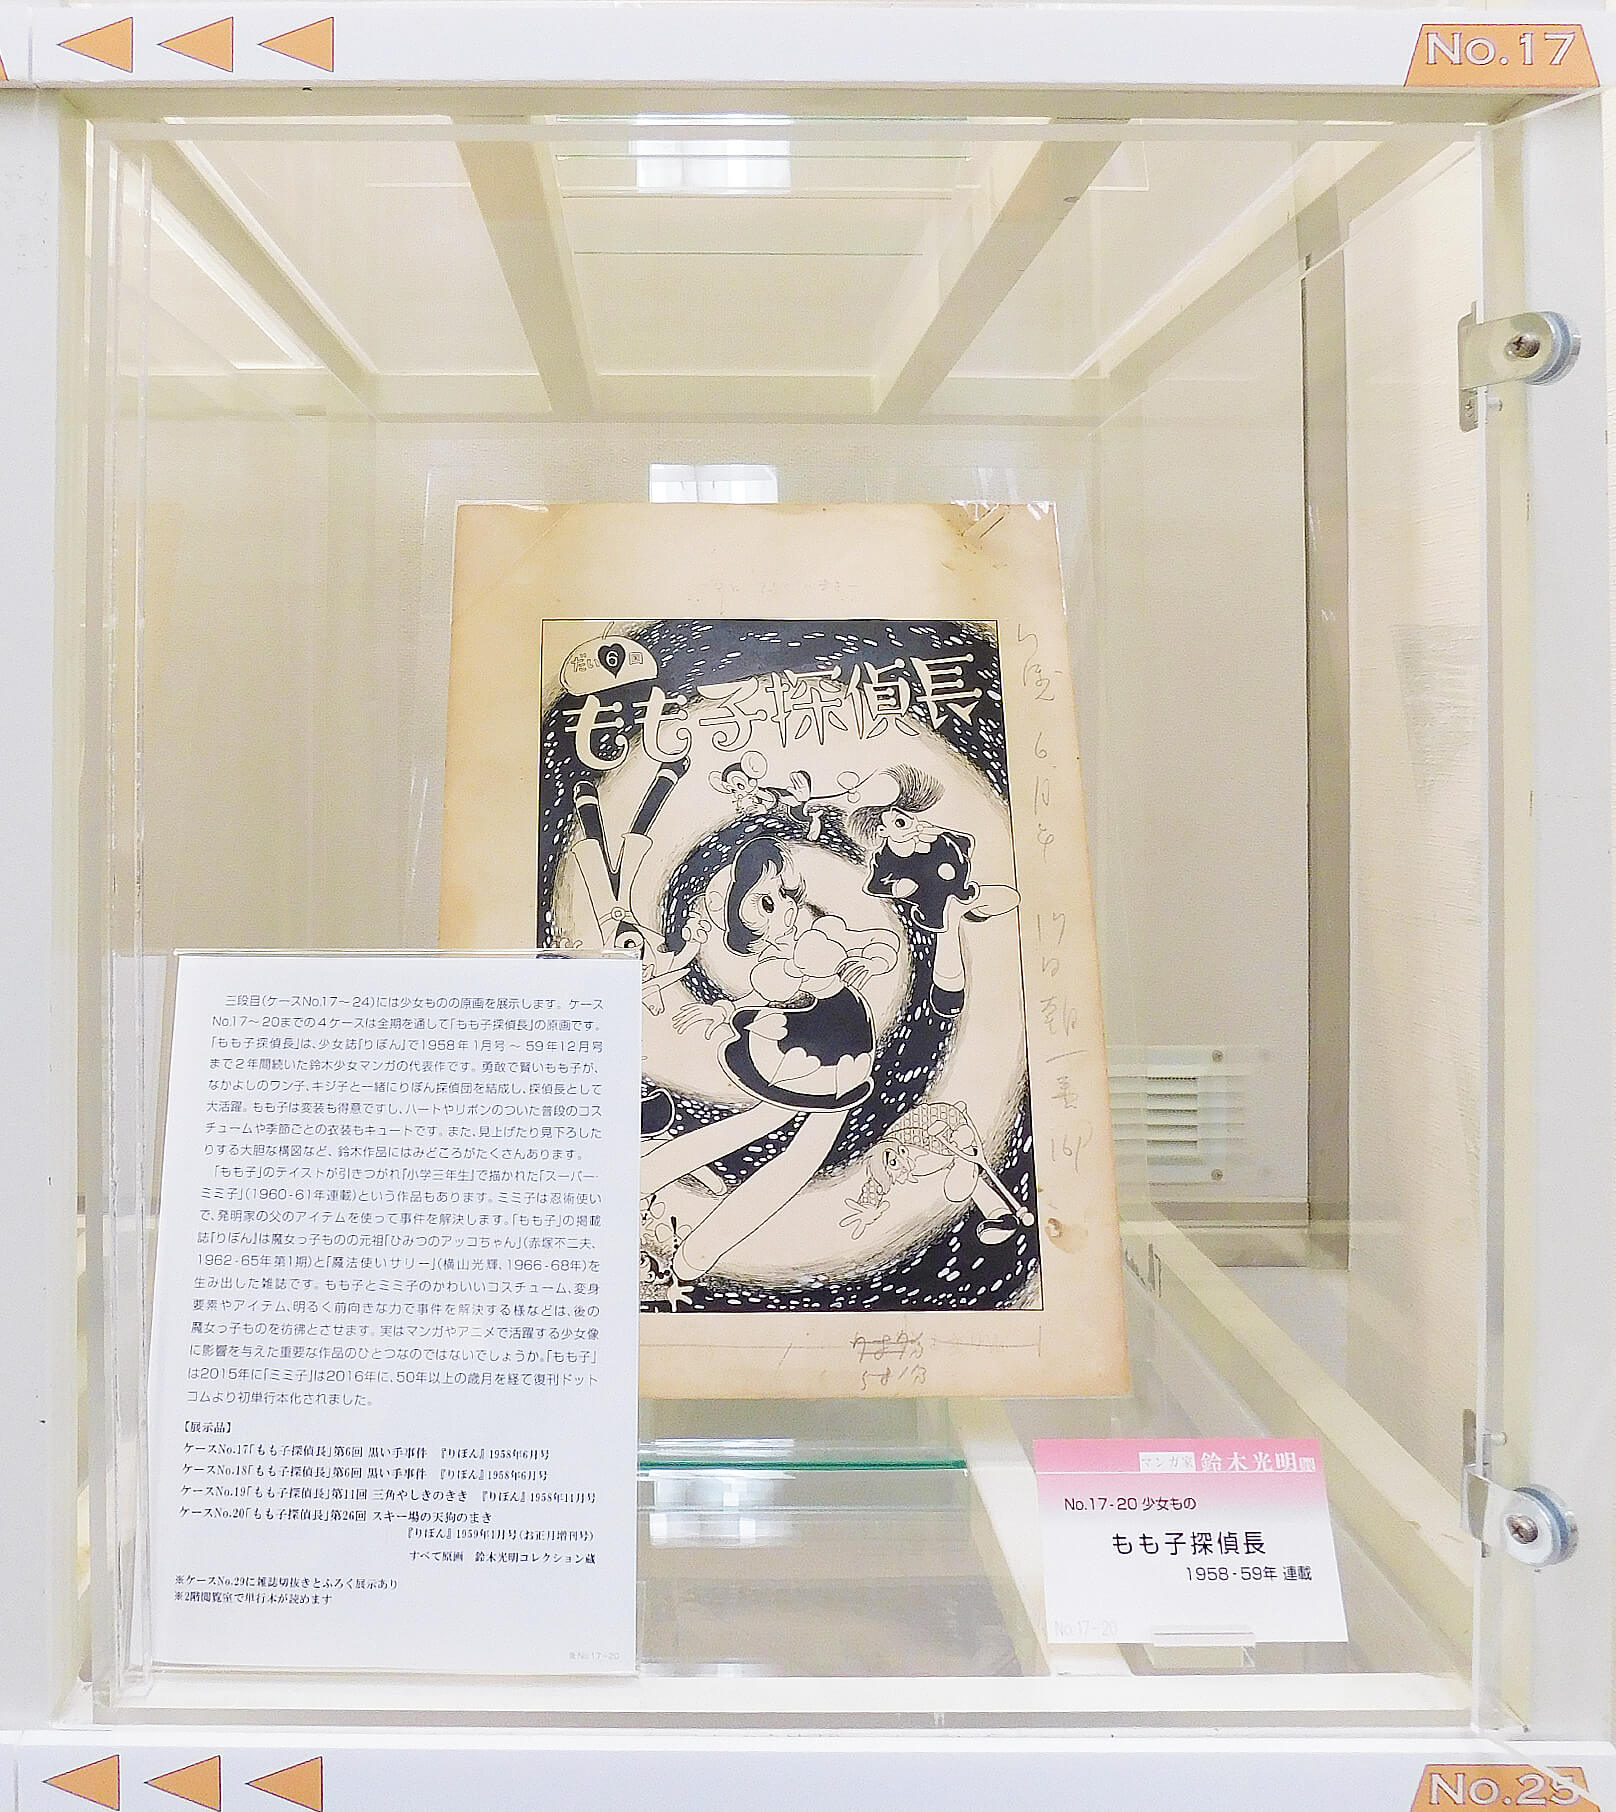 No.17
だい6回
もも子探偵長
三段目(ケースNo.17〜24)には少女ものの原画を展示します。ケース
No.17〜20までの4ケースは全期を通して「もも子探偵長」の原画です。
「もも子探偵長」は、少女誌『りぼん』で1958年1月号〜59年12月号
まで2年間続いた鈴木少女マンガの代表作です。勇敢で賢いもも子が、
なかよしのワン子、キジ子と一緒にりぼん探偵団を結成し、探偵長として
大活躍。もも子は変装も得意ですし、ハートやリボンのついた普段のコス
チュームや季節ごとの衣装もキュートです。また、見上げたり見下ろした
りする大胆な構図など、鈴木作品にはみどころがたくさんあります。
「もも子」のテイストが引きつがれ「小学三年生」で描かれた「スーパー・
ミミ子」(1960-61年連載)という作品もあります。ミミ子は忍術使い
で、発明家の父のアイテムを使って事件を解決します。「もも子」の掲載
誌『りぼん』は魔女っ子ものの元祖「ひみつのアッコちゃん」(赤塚不二夫、
1962-65年第1期)と「魔法使いサリー」(横山光輝、1966-68年)を
生み出した雑誌です。もも子とミミ子のかわいいコスチューム、変身
要素やアイテム、明るく前向きな力で事件を解決する様などは、後の
魔女っ子ものを彷彿とさせます。実はマンガやアニメで活躍する少女像
に影響を与えた重要な作品のひとつなのではないでしょうか。「もも子」
は2015年に「ミミ子」は2016年に、50年以上の歳月を経て復刊ドット
コムより初単行本化されました。
【展示品】
ケースNo.17「もも子探偵長」第6回 黒い手事件 『りぼん』1958年6月号
ケースNo.18「もも子探偵長」第6回 黒い手事件 『りぼん』1958年6月号
ケースNo.19「もも子探偵長」第11回 三角やしきのきき 『りぼん』1958年11月号
ケースNo.20「もも子探偵長」第26回 スキー場の天狗のまき
『りぼん』1959年1月号(お正月増刊号)
すべて原画 鈴木光明コレクション蔵
※ケースNo.29に雑誌切抜きとふろく展示あり
※2階閲覧室で単行本が読めます
マンガ家 鈴木光明展
No.17-20 少女もの
もも子探偵長
1958-59年 連載
No.17-20
No.25